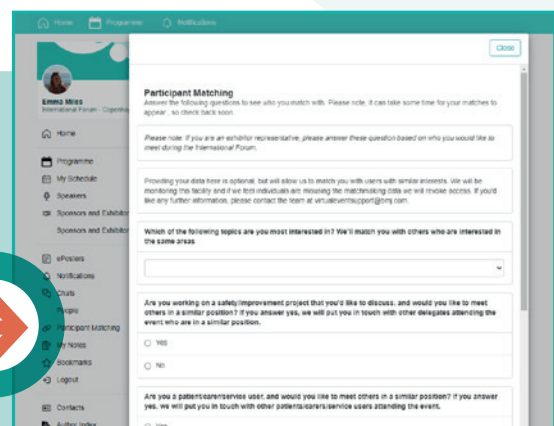 Home Programme Notifications
Close
Emma Miles
International Forum - Copenhag
Home
Programme
My Schedule
Speakers
Sponsors and Exhibitor
Sponsors and Exhibitor
ePosters
Notifications
Chats
People
Participant Matching
My Notes
Bookmarks
Logout
Contacts
Author Index
Participant Matching
Answer the following questions to see who you match with. Please note, it can take some time for your matches to
appear , so check back soon.
Please note: If you are an exhibitor representative, please answer these question based on who you would like to
meet during the International Forum.
Providing your data here is optional, but will allow us to match you with users with similar interests. We will be
monitoring this facility and if we feel individuals are misusing the matchmaking data we will revoke access. If you'd
like any further information, please contact the team at virtualeventsupport@bmj.com.
Which of the following topics are you most interested in? We'll match you with others who are interested in
the same areas
Are you working on a safety/improvement project that you'd like to discuss, and would you like to meet
others in a similar position? If you answer yes, we will put you in touch with other delegates attending the
event who are in a similar position.
Yes
No
Are you a patient/carer/service user, and would you like to meet others in a similar position? If you answer
yes, we will put you in touch with other patients/carers/service users attending the event.
Yes